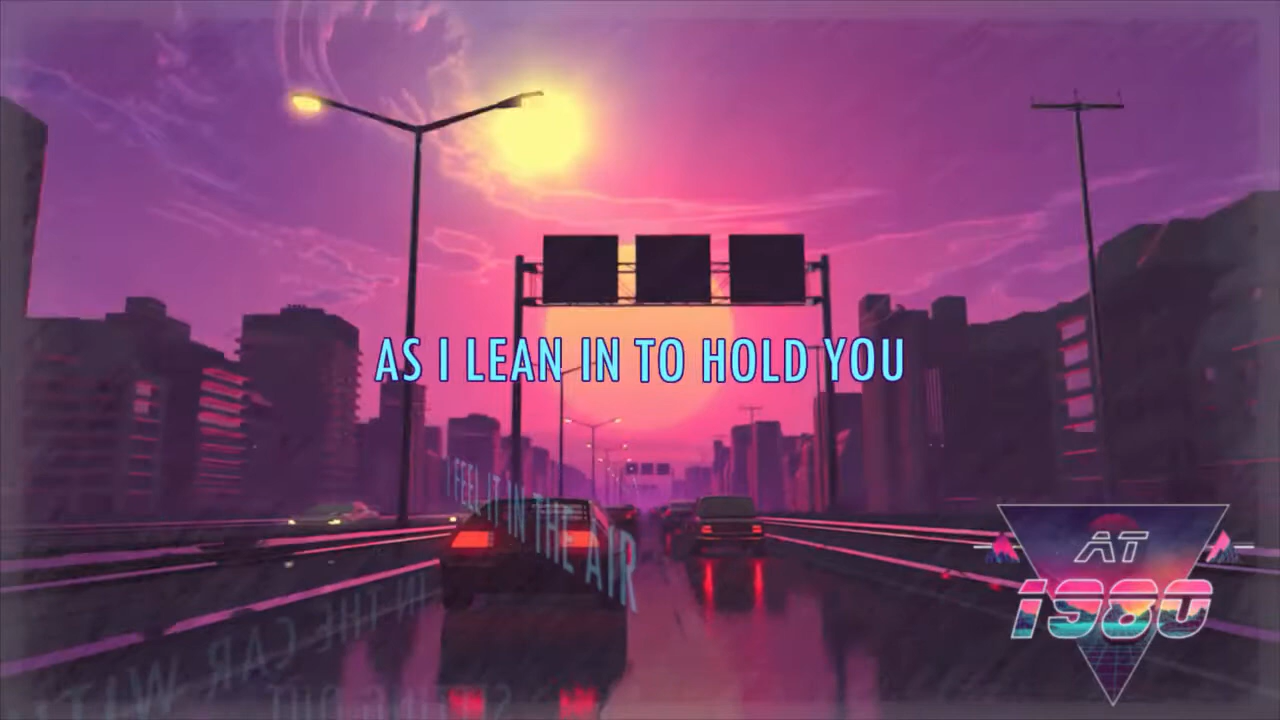 AS I LEAN IN TO HOLD YOU
I FEEL IT IN THE AIR
IN THE CAR
AT
1980